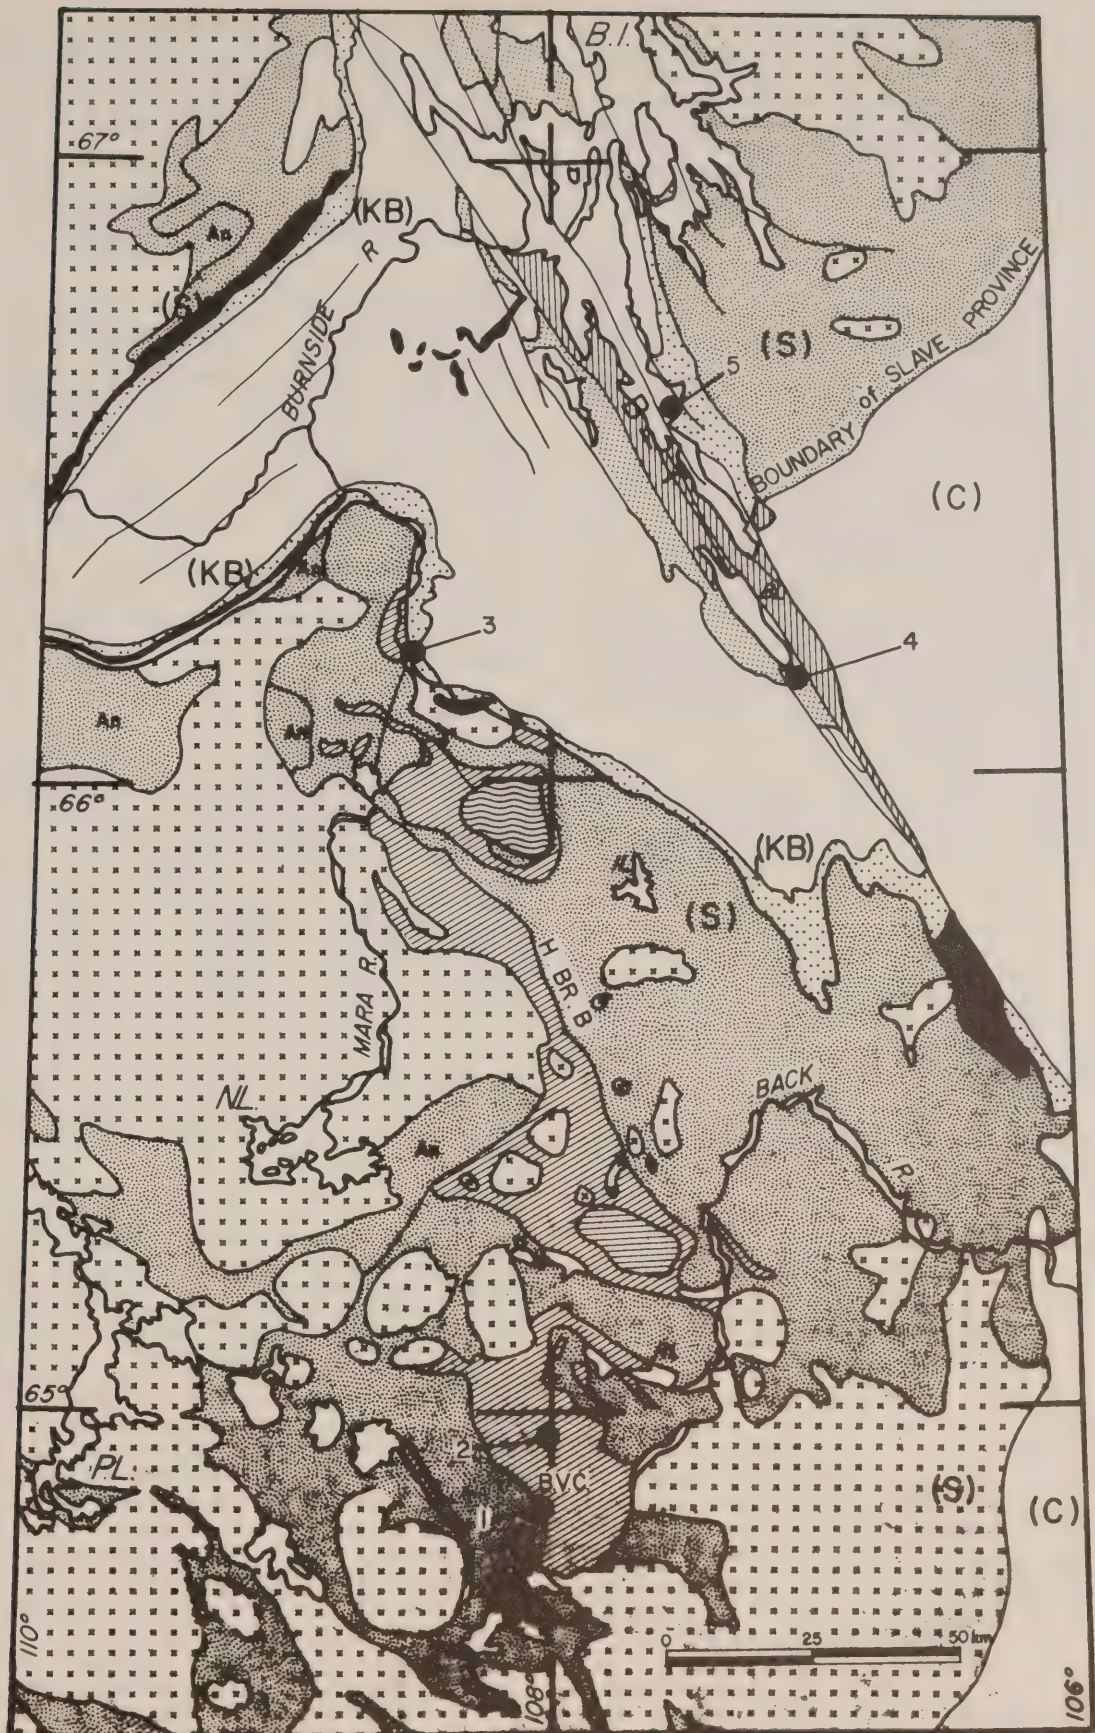 B.I.
67°
(KB)
An
(S)
R
BURNSIDE
(S)
5
BOUNDARY of SLAVE PROVINCE
(C)
(KB)
An
3
4
An
An
66°
(KB)
(S)
H. BR. B
MARA R.
NL.
BACK
R.
An
65°
2
P.L.
B.V.C.
(S)
(C)
0 25 50 km
110°
108°
106°